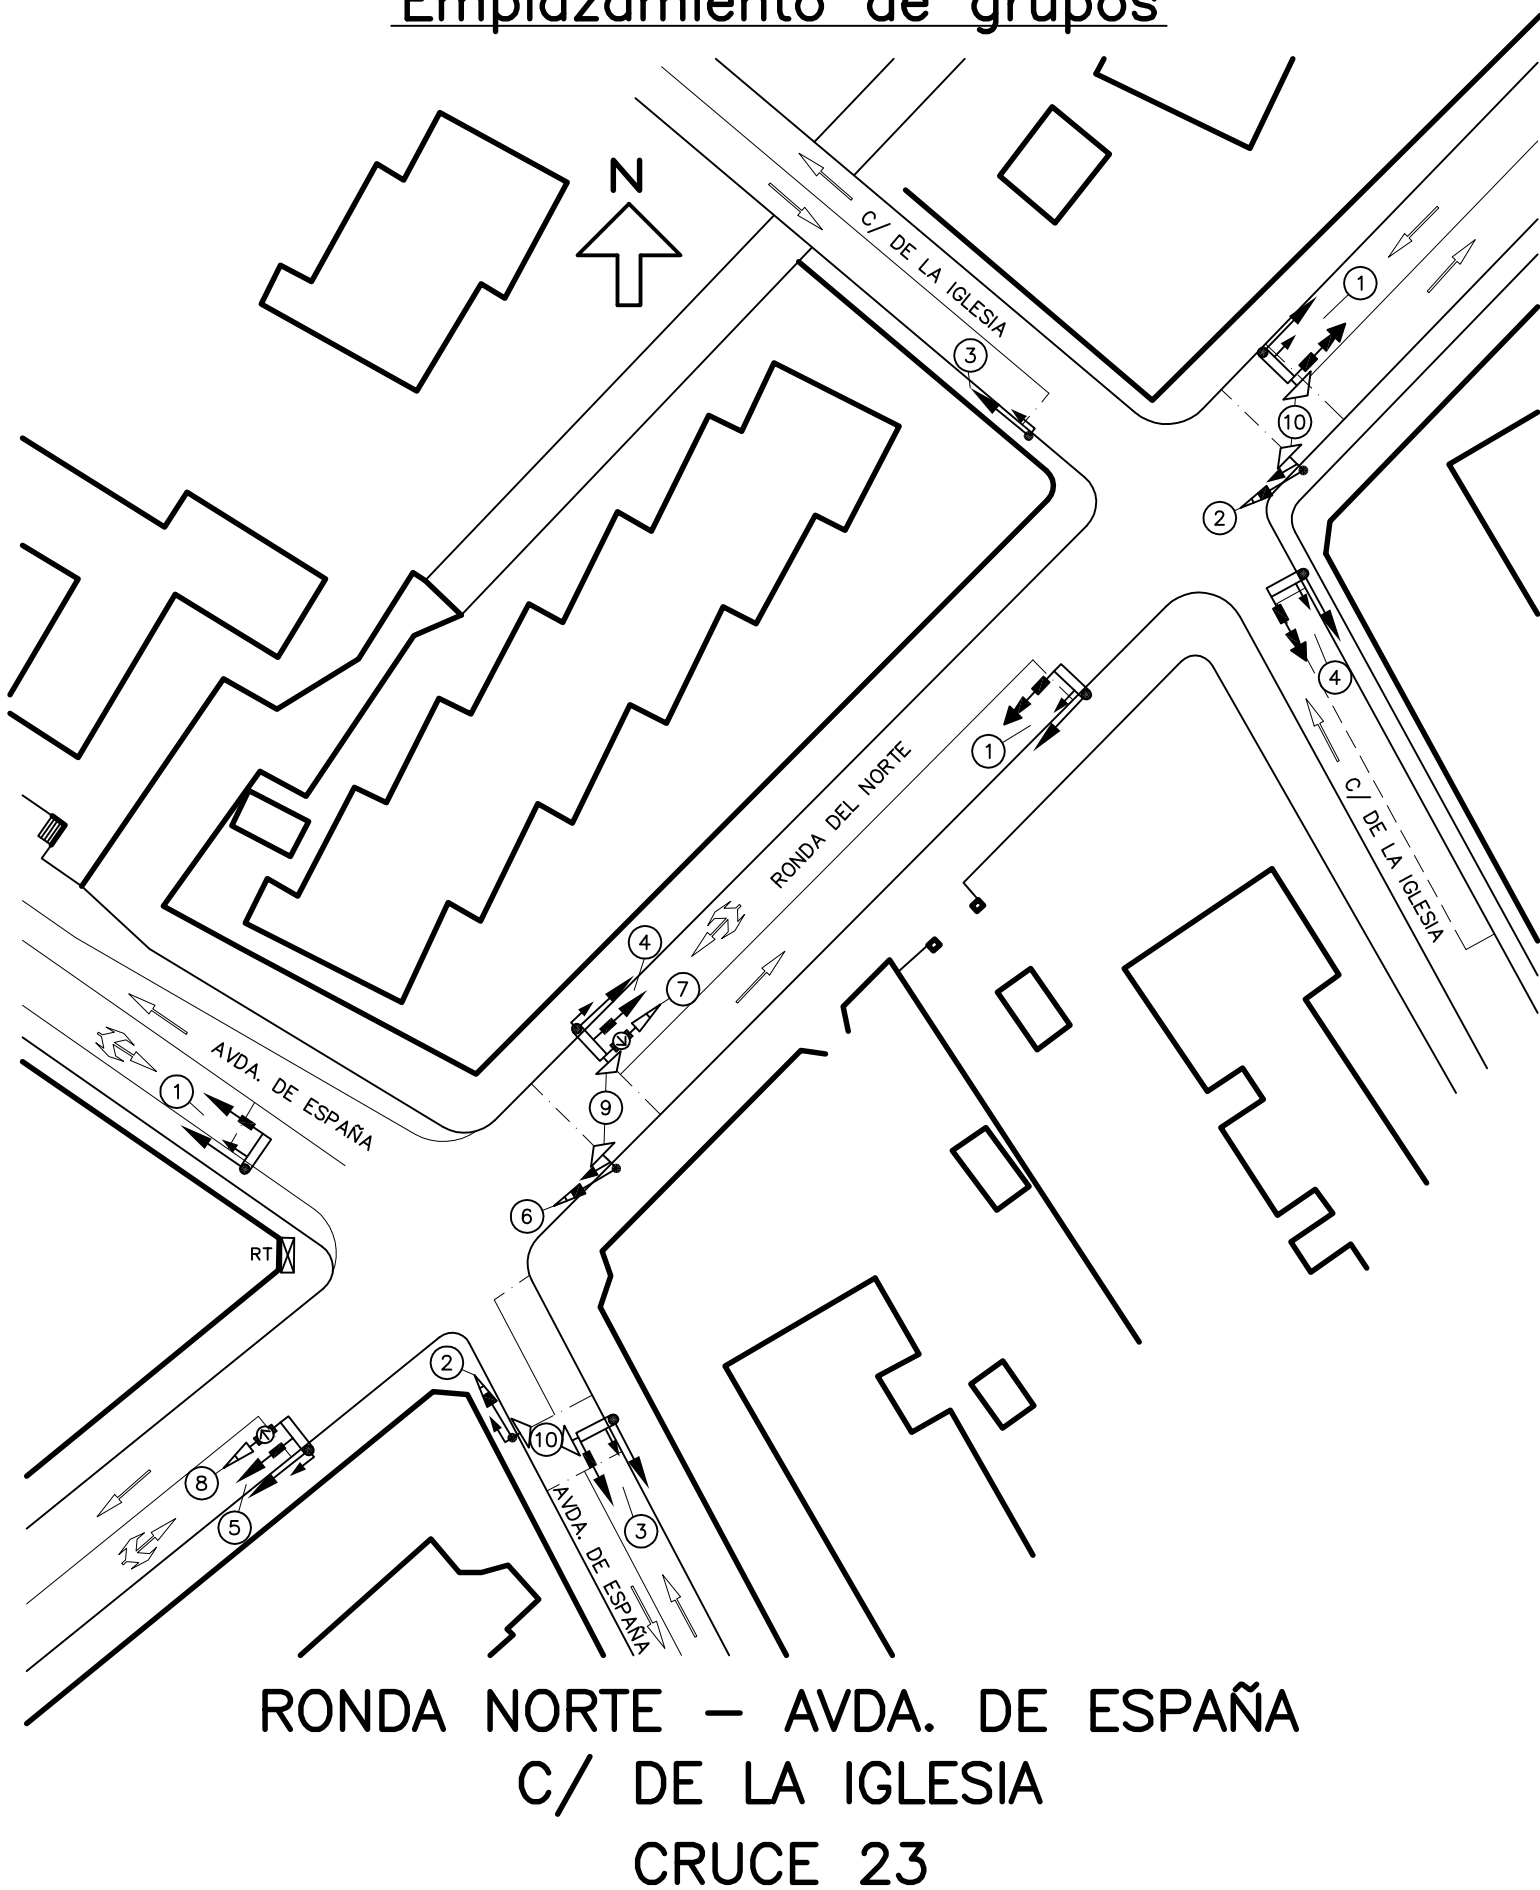 Emplazamiento de grupos
N
C/ DE LA IGLESIA
1
3
10
2
4
1
RONDA DEL NORTE
C/ DE LA IGLESIA
4
7
AVDA. DE ESPAÑA
1
9
6
RT
2
10
8
5
3
AVDA. DE ESPAÑA
RONDA NORTE – AVDA. DE ESPAÑA
C/ DE LA IGLESIA
CRUCE 23